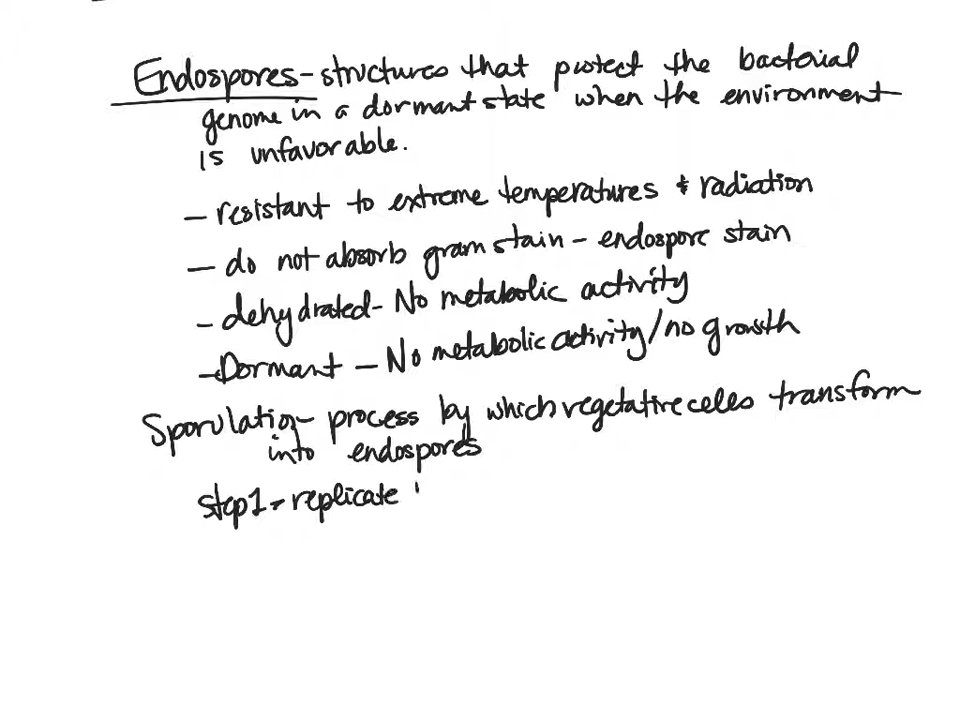 Endospores - structures that protect the bacterial
genome in a dormant state when the environment
is unfavorable.
- resistant to extreme temperatures & radiation
- do not absorb gram stain - endospore stain
- dehydrated - No metabolic activity
- Dormant - No metabolic activity/no growth
Sporulation - process by which vegetative cells transform
into endospores
step 1 - replicate